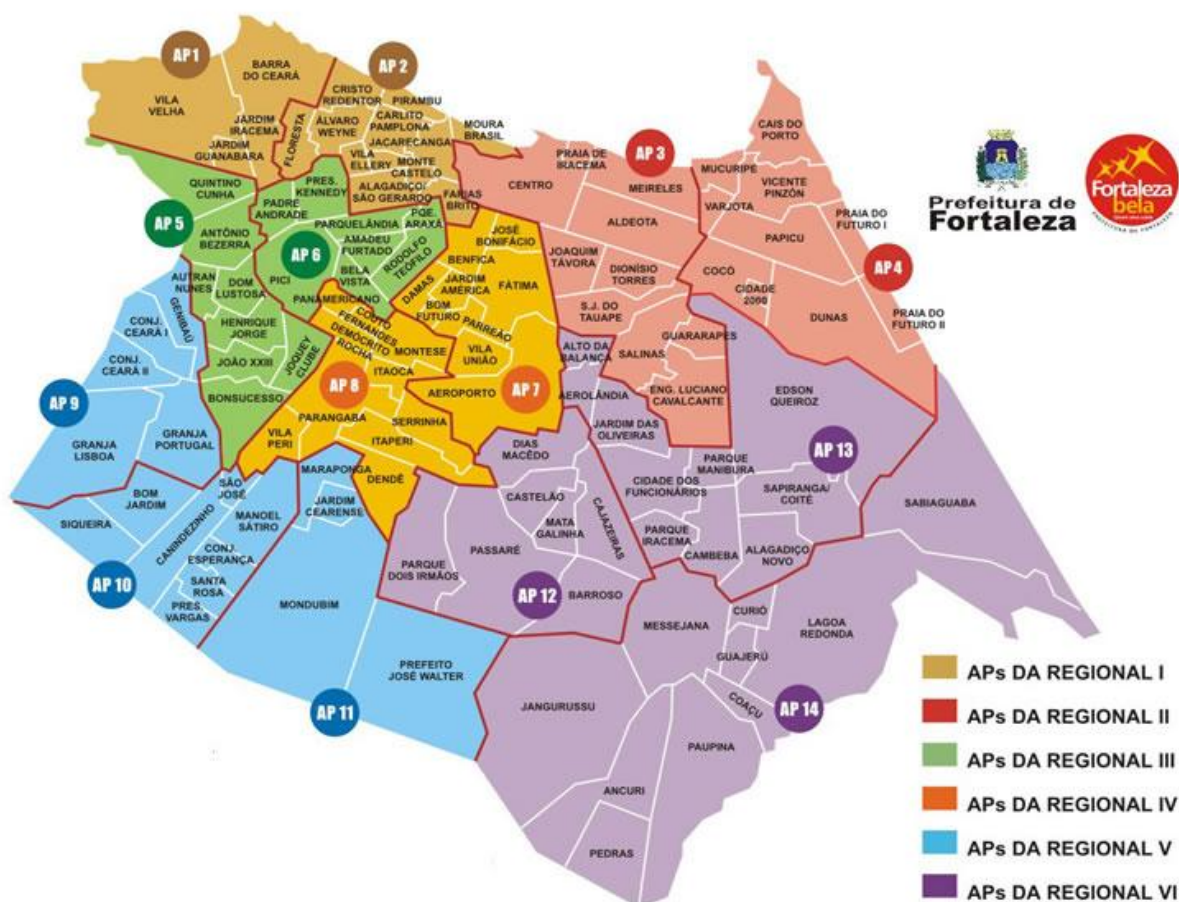 AP 1
BARRA
DO CEARÁ
VILA
VELHA
JARDIM
IRACEMA
JARDIM
GUANABARA
FLORESTA
AP 2
CRISTO
REDENTOR
PIRAMBU
ÁLVARO
WEYNE
CARLITO
PAMPLONA
JACARECANGA
VILA
ELLERY
MONTE
CASTELO
ALAGADIÇO/
SÃO GERARDO
FARIAS
BRITO
MOURA
BRASIL
AP 3
PRAIA DE
IRACEMA
CENTRO
MEIRELES
ALDEOTA
JOAQUIM
TÁVORA
DIONÍSIO
TORRES
S.J. DO
TAUAPE
GUARARAPES
SALINAS
ENG. LUCIANO
CAVALCANTE
CAIS DO
PORTO
MUCURIPE
VICENTE
PINZÓN
VARJOTA
PRAIA DO
FUTURO I
PAPICU
AP 4
COCÓ
CIDADE
2000
DUNAS
PRAIA DO
FUTURO II
Prefeitura de
Fortaleza
Fortaleza
bela
PREFEITURA DE FORTALEZA
AP 5
QUINTINO
CUNHA
ANTÔNIO
BEZERRA
AUTRAN
NUNES
DOM
LUSTOSA
HENRIQUE
JORGE
JOÃO XXIII
JOQUEY
CLUBE
BONSUCESSO
AP 6
PRES.
KENNEDY
PADRE
ANDRADE
PARQUELÂNDIA
PQE.
ARAXÁ
AMADEU
FURTADO
RODOLFO
TEÓFILO
BELA
VISTA
PICI
PANAMERICANO
JOSÉ
BONIFÁCIO
BENFICA
FÁTIMA
DAMAS
JARDIM
AMÉRICA
BOM
FUTURO
PARREÃO
VILA
UNIÃO
AEROPORTO
AP 7
COUTO
FERNANDES
DEMÓCRITO
ROCHA
MONTESE
ITAOCA
AP 8
PARANGABA
SERRINHA
VILA
PERI
ITAPERI
DENDÊ
GENIBAÚ
CONJ.
CEARÁ I
CONJ.
CEARÁ II
AP 9
GRANJA
LISBOA
GRANJA
PORTUGAL
BOM
JARDIM
SIQUEIRA
SÃO
JOSÉ
CANINDEZINHO
MANOEL
SÁTIRO
CONJ.
ESPERANÇA
SANTA
ROSA
PRES.
VARGAS
AP 10
MARAPONGA
JARDIM
CEARENSE
MONDUBIM
PREFEITO
JOSÉ WALTER
AP 11
ALTO DA
BALANÇA
AEROLÂNDIA
JARDIM DAS
OLIVEIRAS
DIAS
MACÊDO
CASTELÃO
MATA
GALINHA
CAJAZEIRAS
PASSARÉ
PARQUE
DOIS IRMÃOS
AP 12
BARROSO
EDSON
QUEIROZ
AP 13
PARQUE
MANIBURA
CIDADE DOS
FUNCIONÁRIOS
SAPIRANGA/
COITÉ
SABIAGUABA
PARQUE
IRACEMA
CAMBEBA
ALAGADIÇO
NOVO
MESSEJANA
CURIÓ
LAGOA
REDONDA
GUAJERÚ
COAÇU
AP 14
JANGURUSSU
PAUPINA
ANCURI
PEDRAS
APs DA REGIONAL I
APs DA REGIONAL II
APs DA REGIONAL III
APs DA REGIONAL IV
APs DA REGIONAL V
APs DA REGIONAL VI